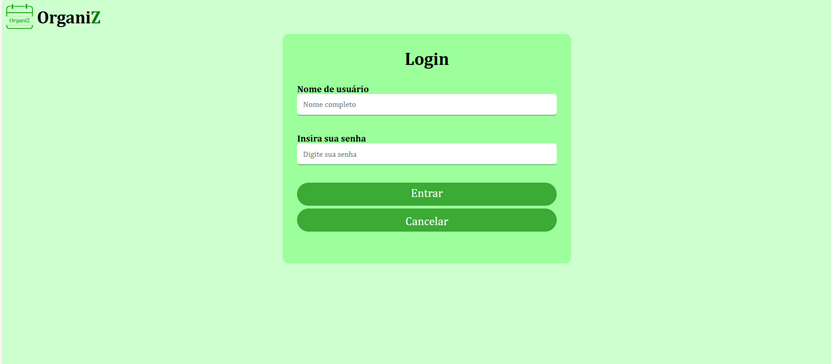 OrganiZ
OrganiZ
Login
Nome de usuário
Nome completo
Insira sua senha
Digite sua senha
Entrar
Cancelar